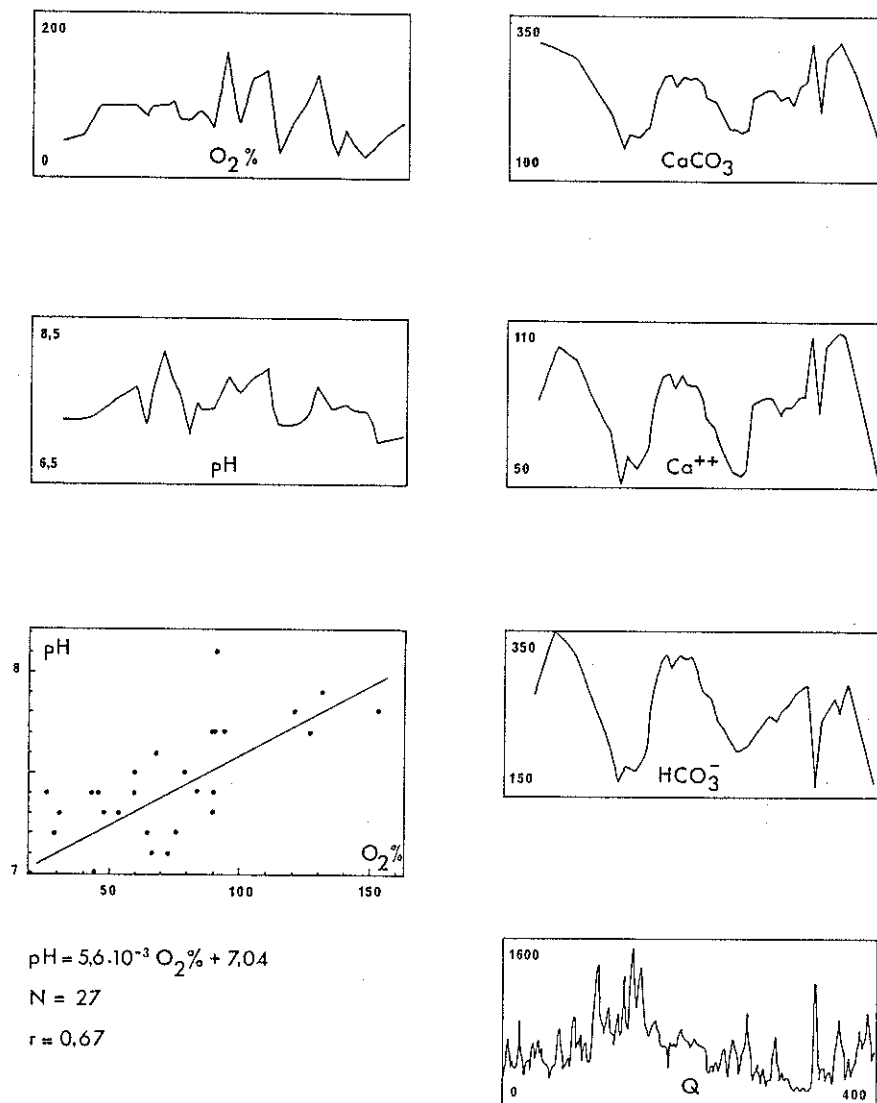 200
0
O₂%
350
100
CaCO₃
8,5
6,5
pH
110
50
Ca⁺⁺
8
pH
7
O₂%
50
100
150
350
150
HCO₃⁻
pH = 5,6.10⁻³ O₂% + 7,04
N = 27
r = 0,67
1600
0
Q
400